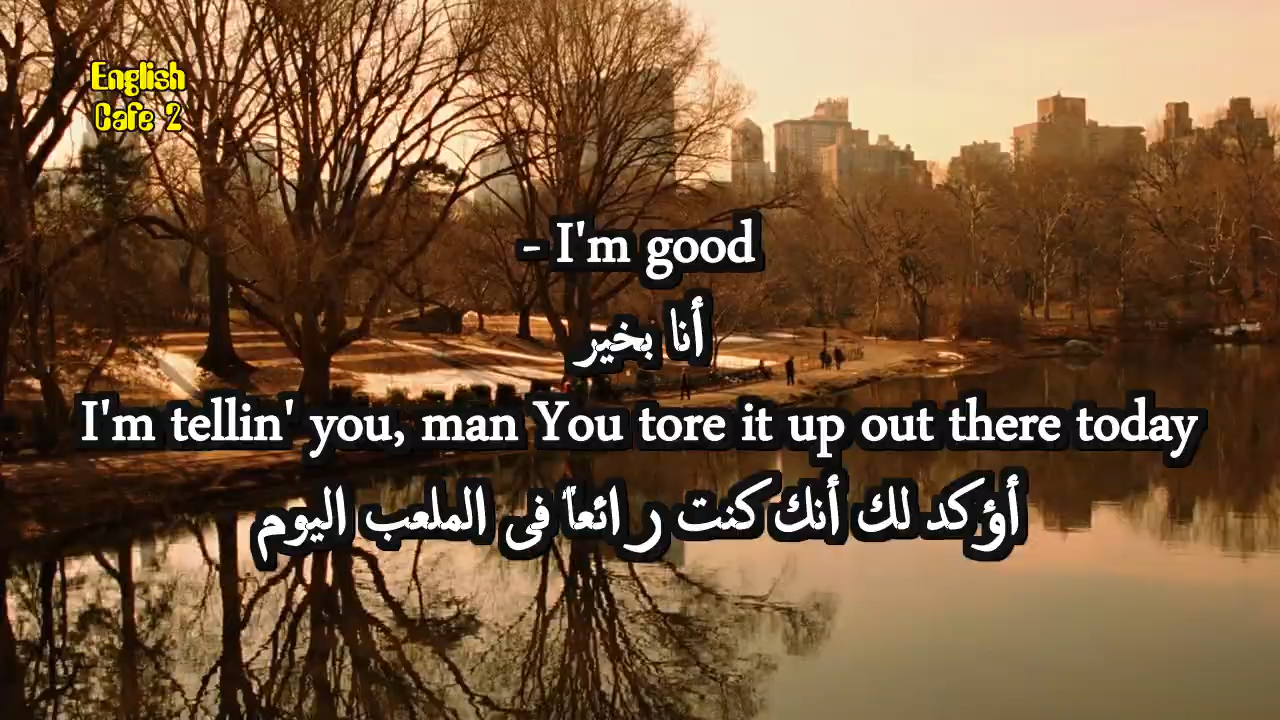 English
Cafe 2
- I'm good
أنا بخير
I'm tellin' you, man You tore it up out there today
أؤكد لك أنك كنت رائعاً فى الملعب اليوم